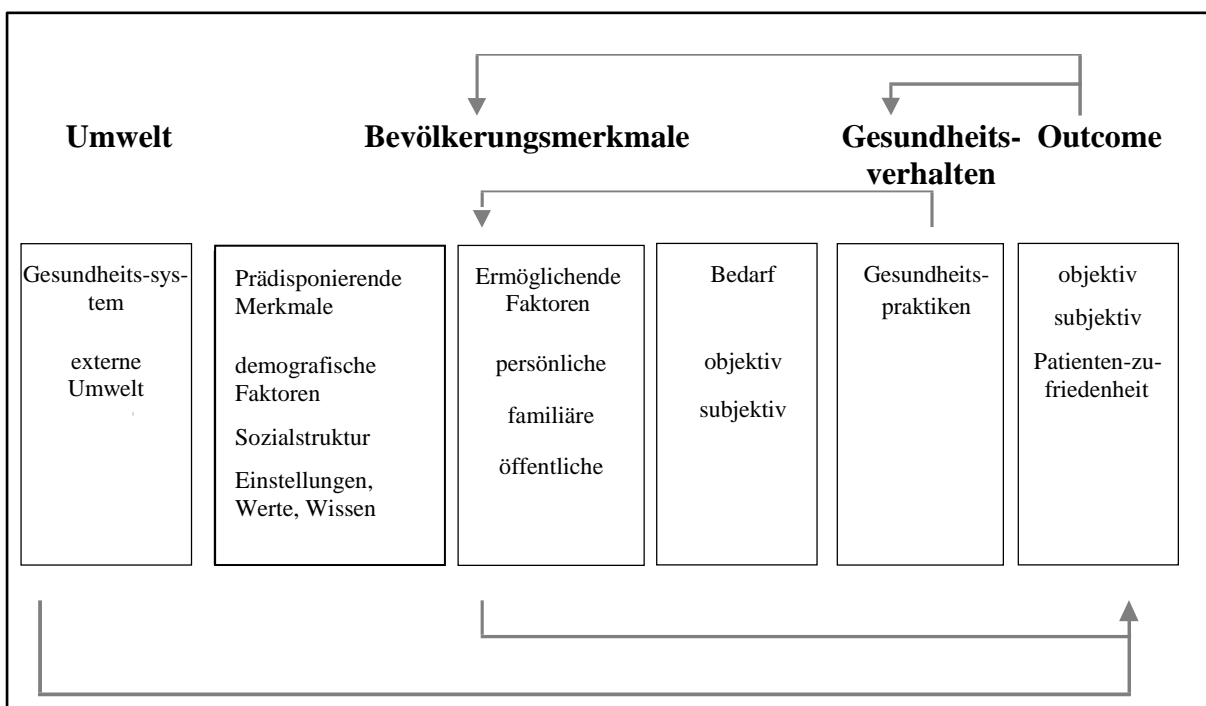 Umwelt
Bevölkerungsmerkmale
Gesundheits-
verhalten
Outcome
Gesundheits-sys-
tem
externe
Umwelt
Prädisponierende
Merkmale
demografische
Faktoren
Sozialstruktur
Einstellungen,
Werte, Wissen
Ermöglichende
Faktoren
persönliche
familiäre
öffentliche
Bedarf
objektiv
subjektiv
Gesundheits-
praktiken
objektiv
subjektiv
Patienten-zu-
friedenheit